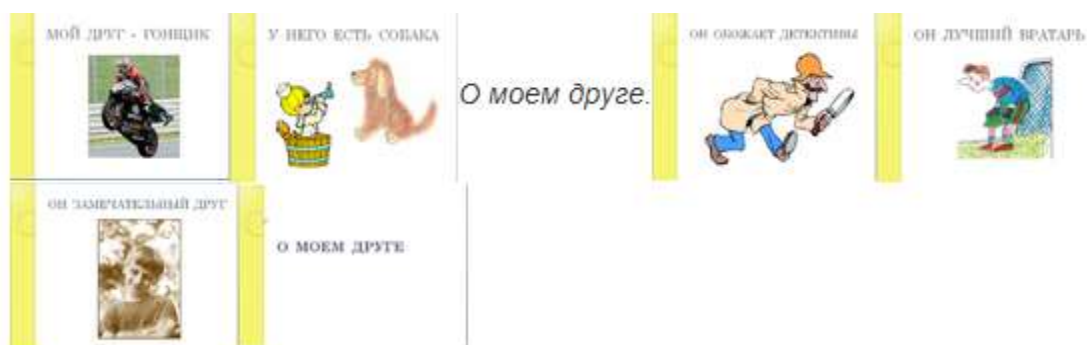 МОЙ ДРУГ - ГОНЩИК
У НЕГО ЕСТЬ СОБАКА
О моем друге.
ОН ОБОЖАЕТ ДЕТЕКТИВЫ
ОН ЛУЧШИЙ ВРАТАРЬ
ОН ЗАМЕЧАТЕЛЬНЫЙ ДРУГ
О МОЕМ ДРУГЕ